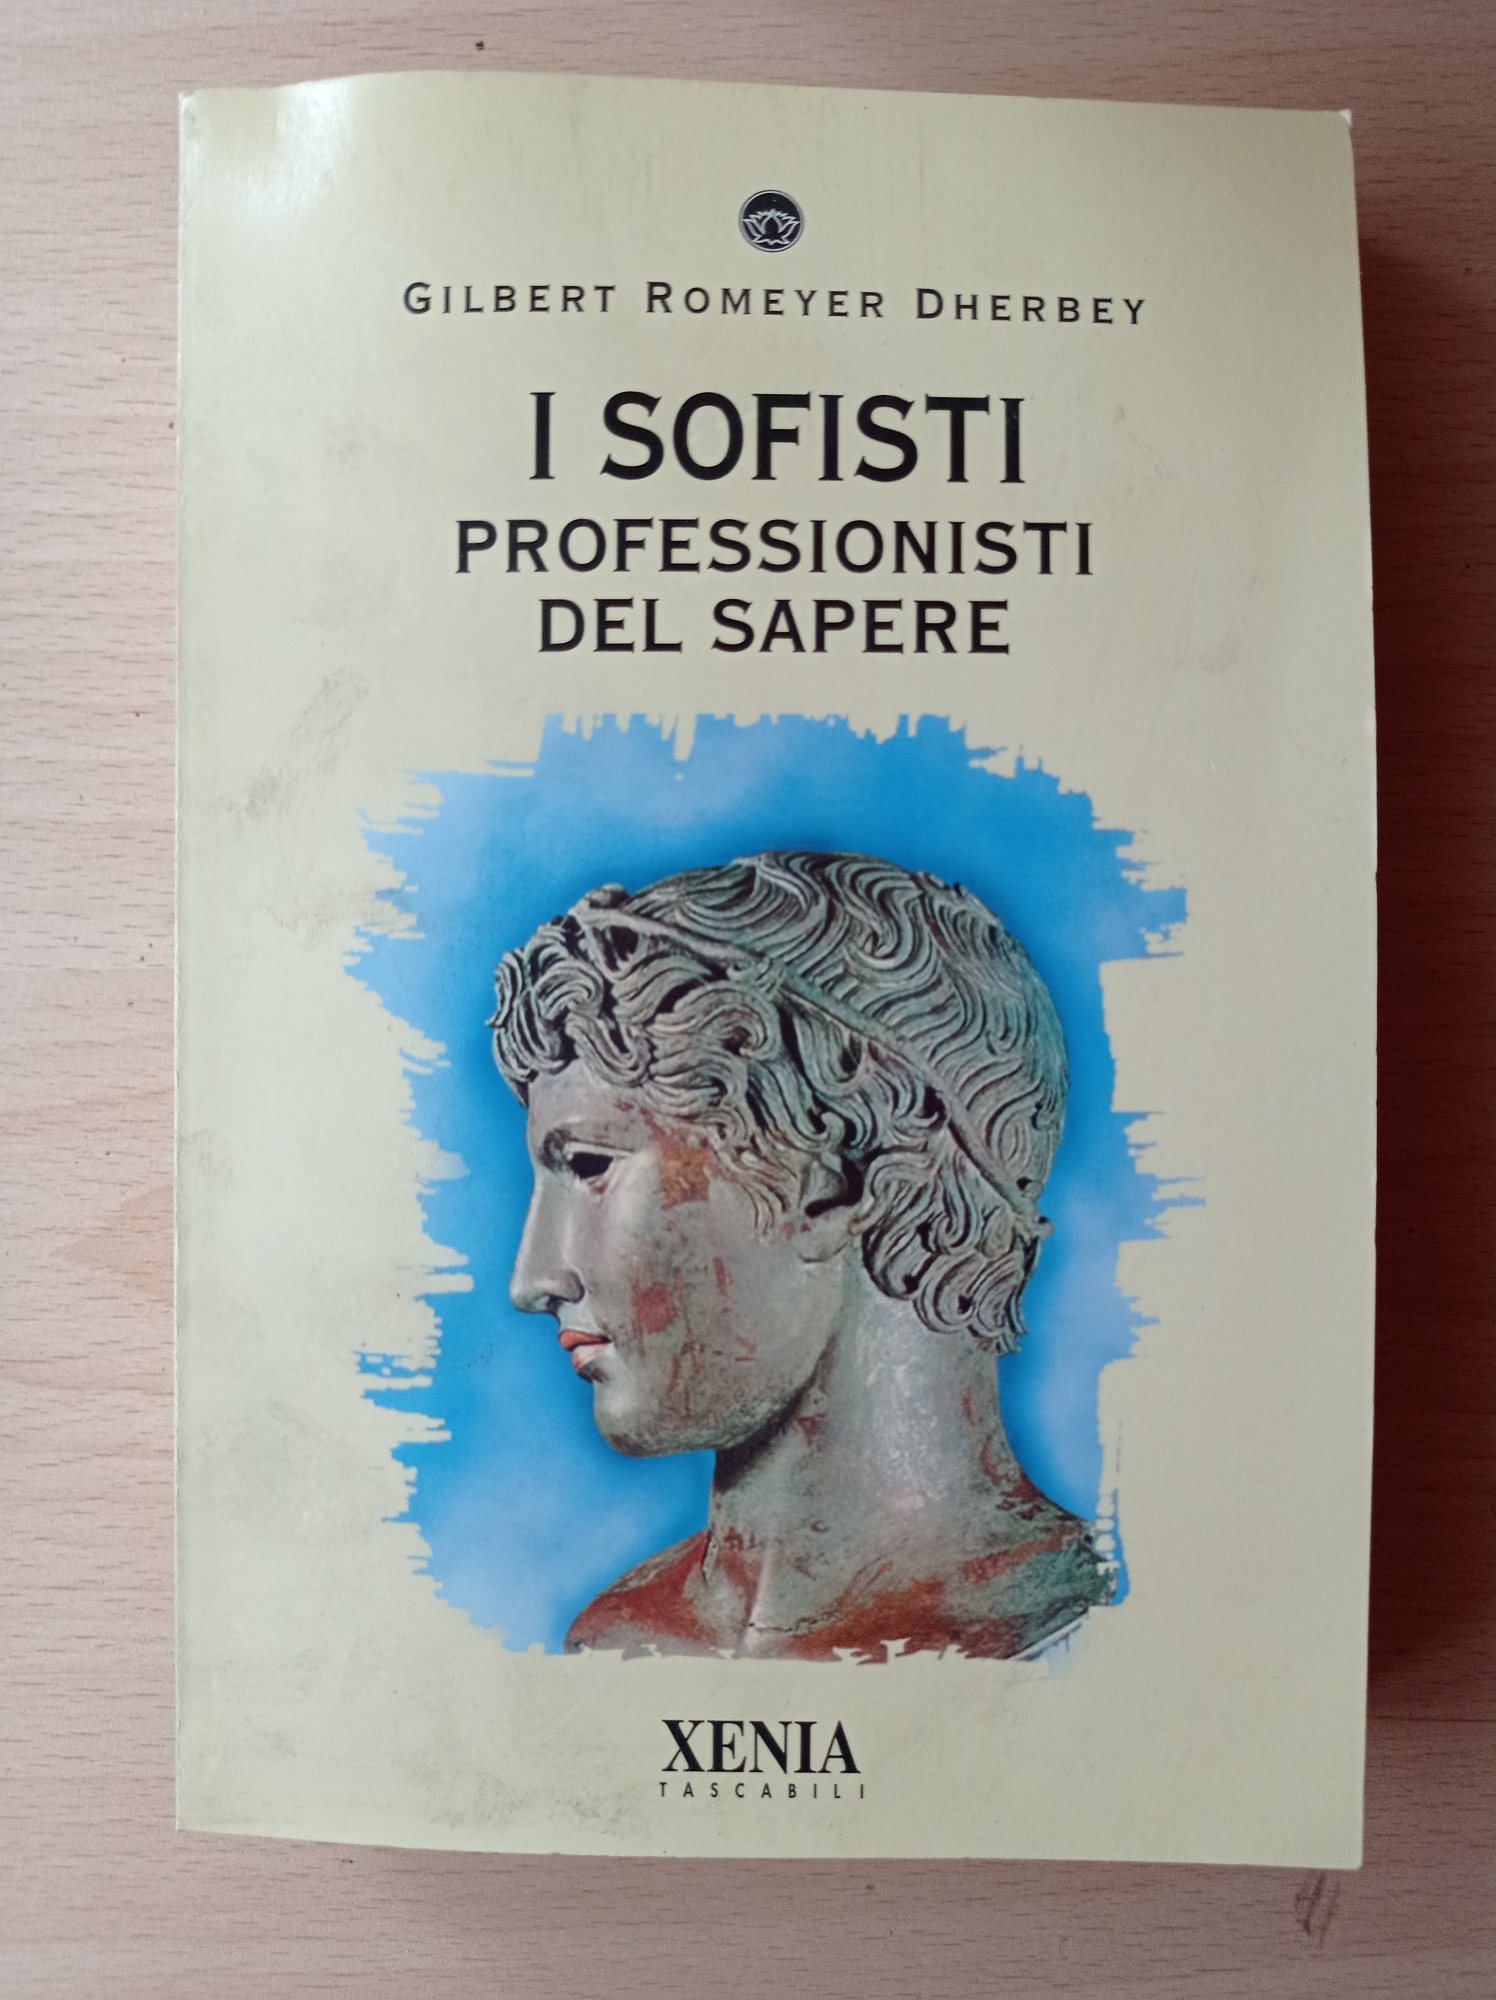 GILBERT ROMEYER DHERBEY
I SOFISTI
PROFESSIONISTI
DEL SAPERE
XENIA
TASCABILI